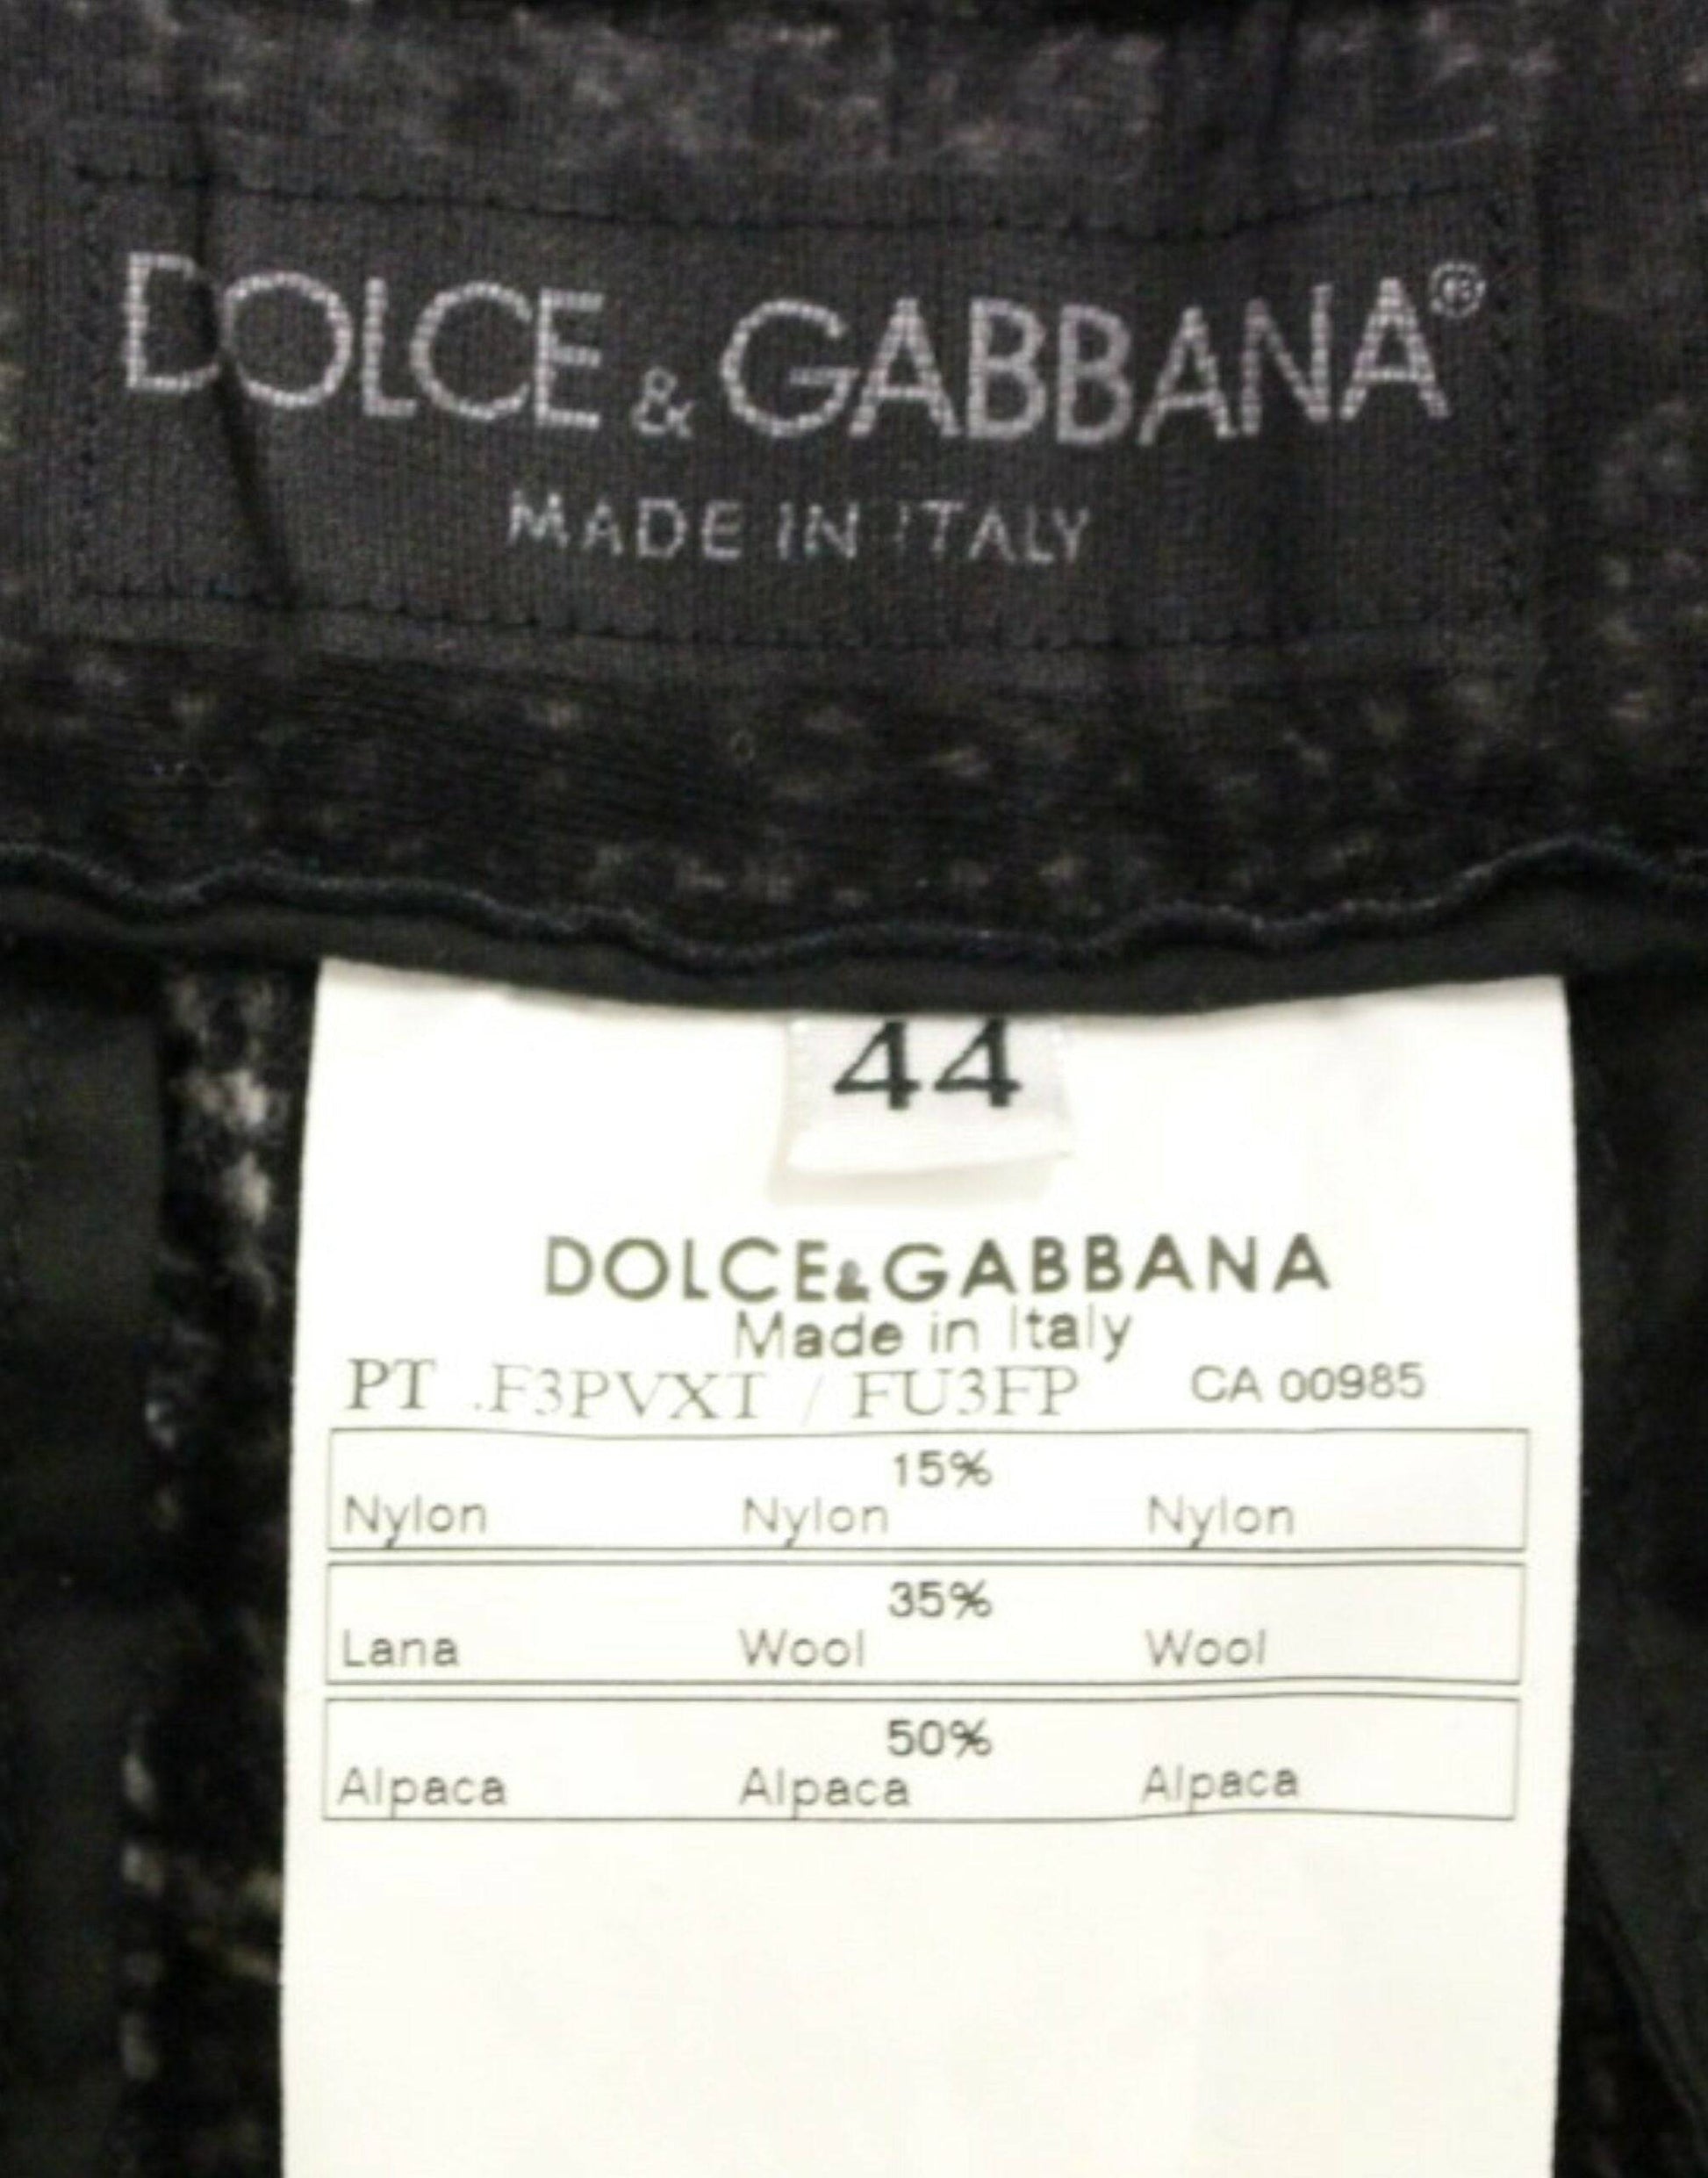 DOLCE & GABBANA®
MADE IN ITALY
44
DOLCE&GABBANA
Made in Italy
PT .F3PVXT / FU3FP CA 00985
15%
Nylon Nylon Nylon
35%
Lana Wool Wool
50%
Alpaca Alpaca Alpaca